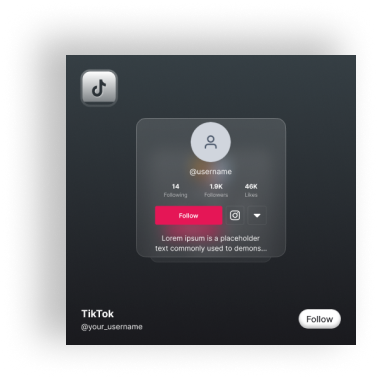 @username
14 1.9K 46K
Following Followers Likes
Follow
Lorem ipsum is a placeholder
text commonly used to demons...
TikTok
@your_username
Follow